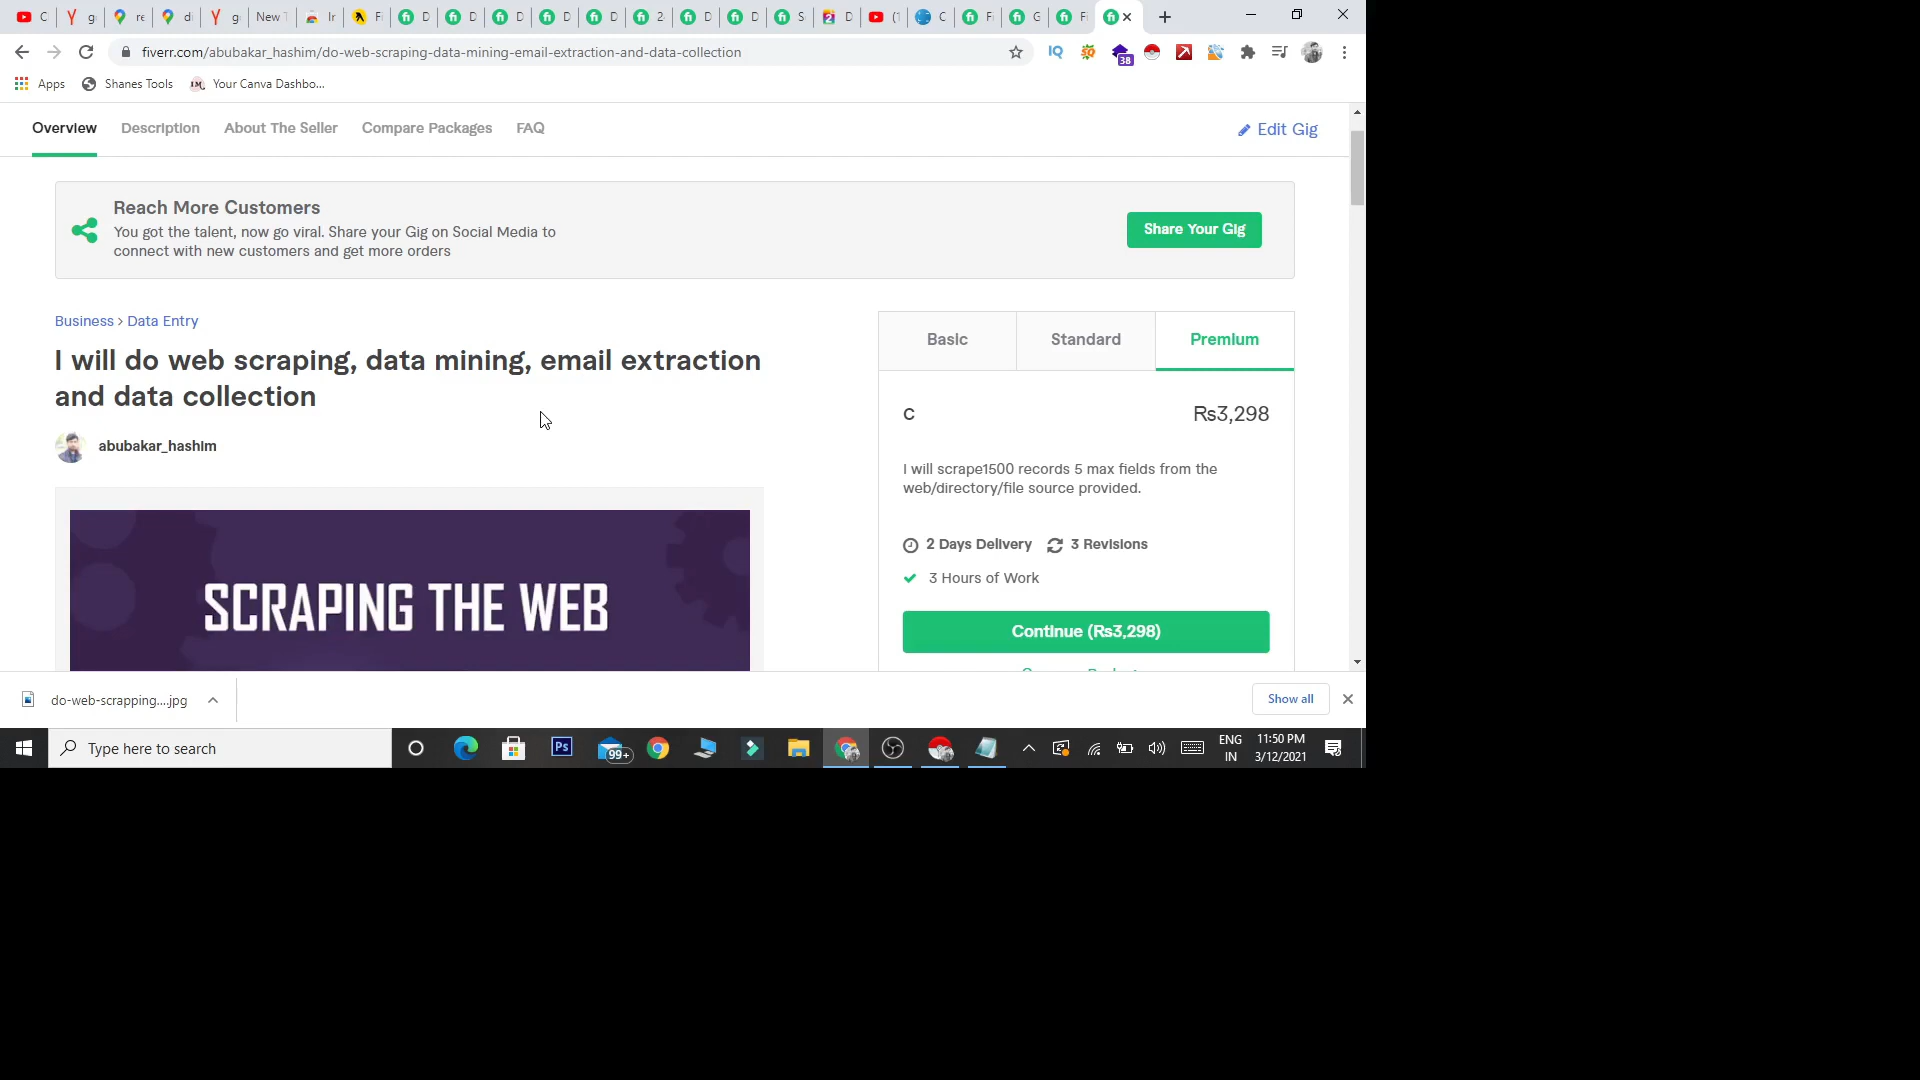 New T
fiverr.com/abubakar_hashim/do-web-scraping-data-mining-email-extraction-and-data-collection
IQ
38
Apps
Shanes Tools
Your Canva Dashbo...
Overview
Description
About The Seller
Compare Packages
FAQ
Edit Gig
Reach More Customers
You got the talent, now go viral. Share your Gig on Social Media to
connect with new customers and get more orders
Share Your Gig
Business > Data Entry
I will do web scraping, data mining, email extraction
and data collection
abubakar_hashim
SCRAPING THE WEB
Basic
Standard
Premium
C
Rs3,298
I will scrape1500 records 5 max fields from the
web/directory/file source provided.
2 Days Delivery
3 Revisions
3 Hours of Work
Continue (Rs3,298)
do-web-scrapping....jpg
Show all
Type here to search
Ps
99+
ENG
IN
11:50 PM
3/12/2021